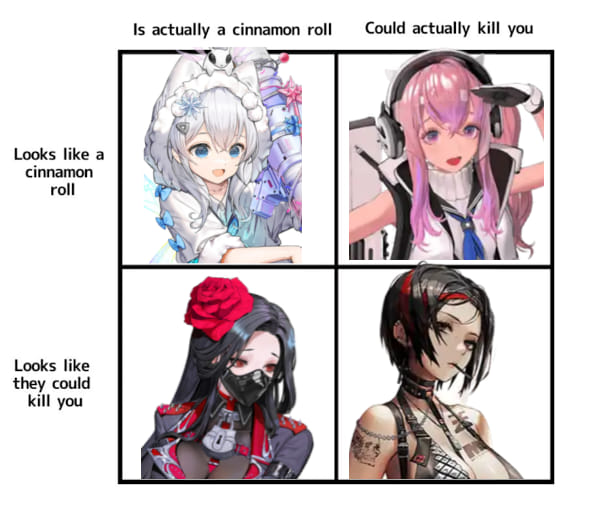 Is actually a cinnamon roll
Could actually kill you
Looks like a
cinnamon
roll
Looks like
they could
kill you